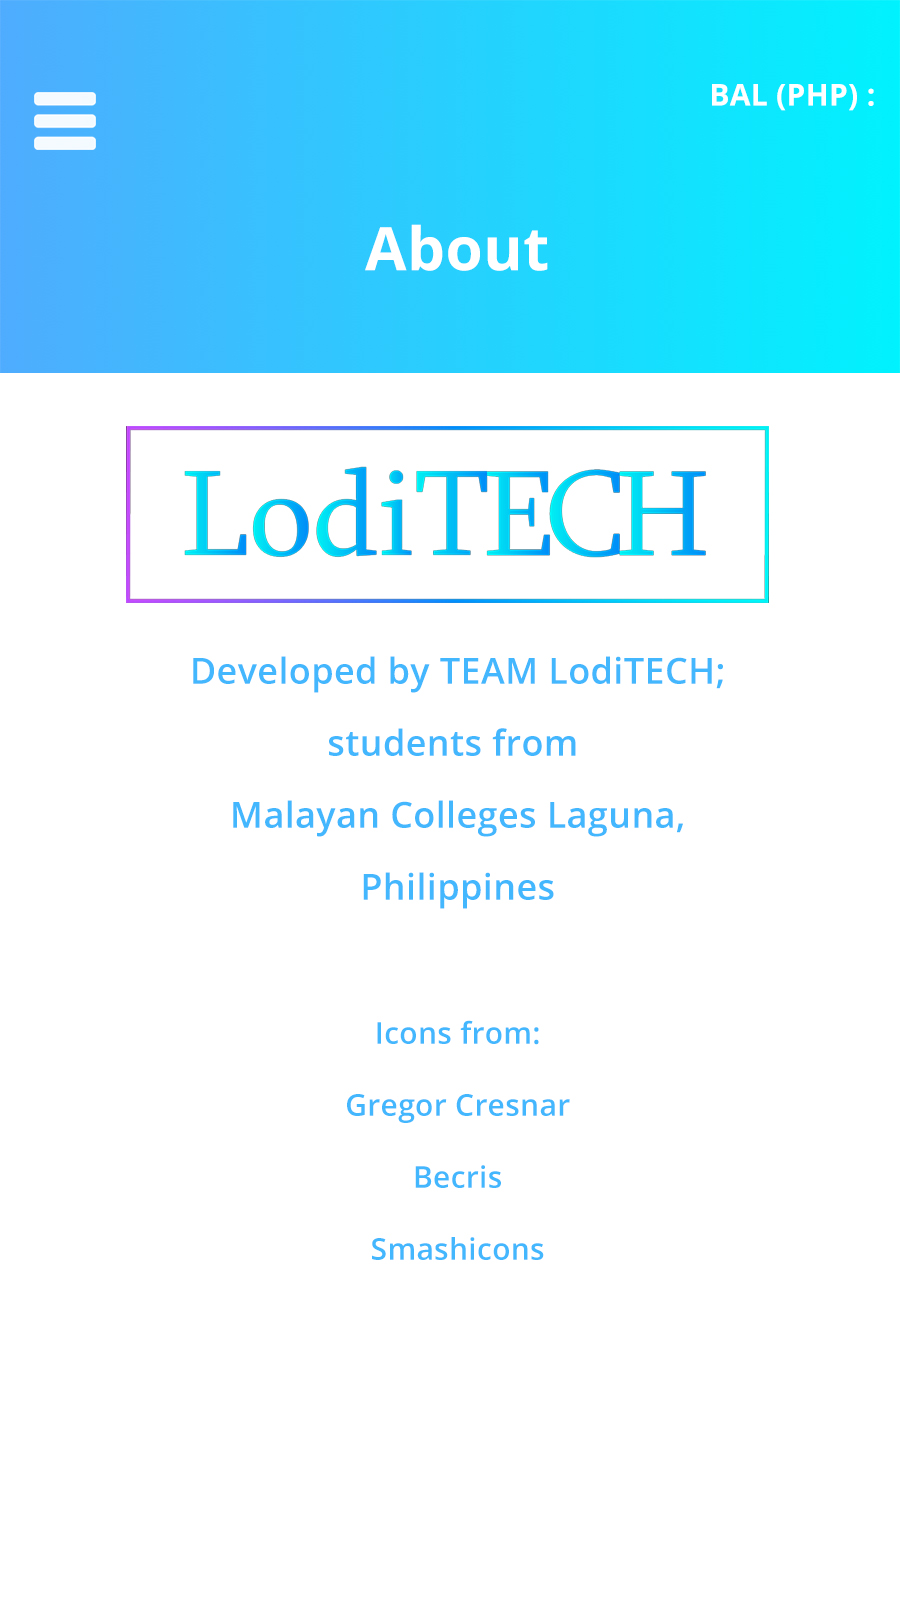 BAL (PHP) :
About
LodiTECH
Developed by TEAM LodiTECH;
students from
Malayan Colleges Laguna,
Philippines
Icons from:
Gregor Cresnar
Becris
Smashicons